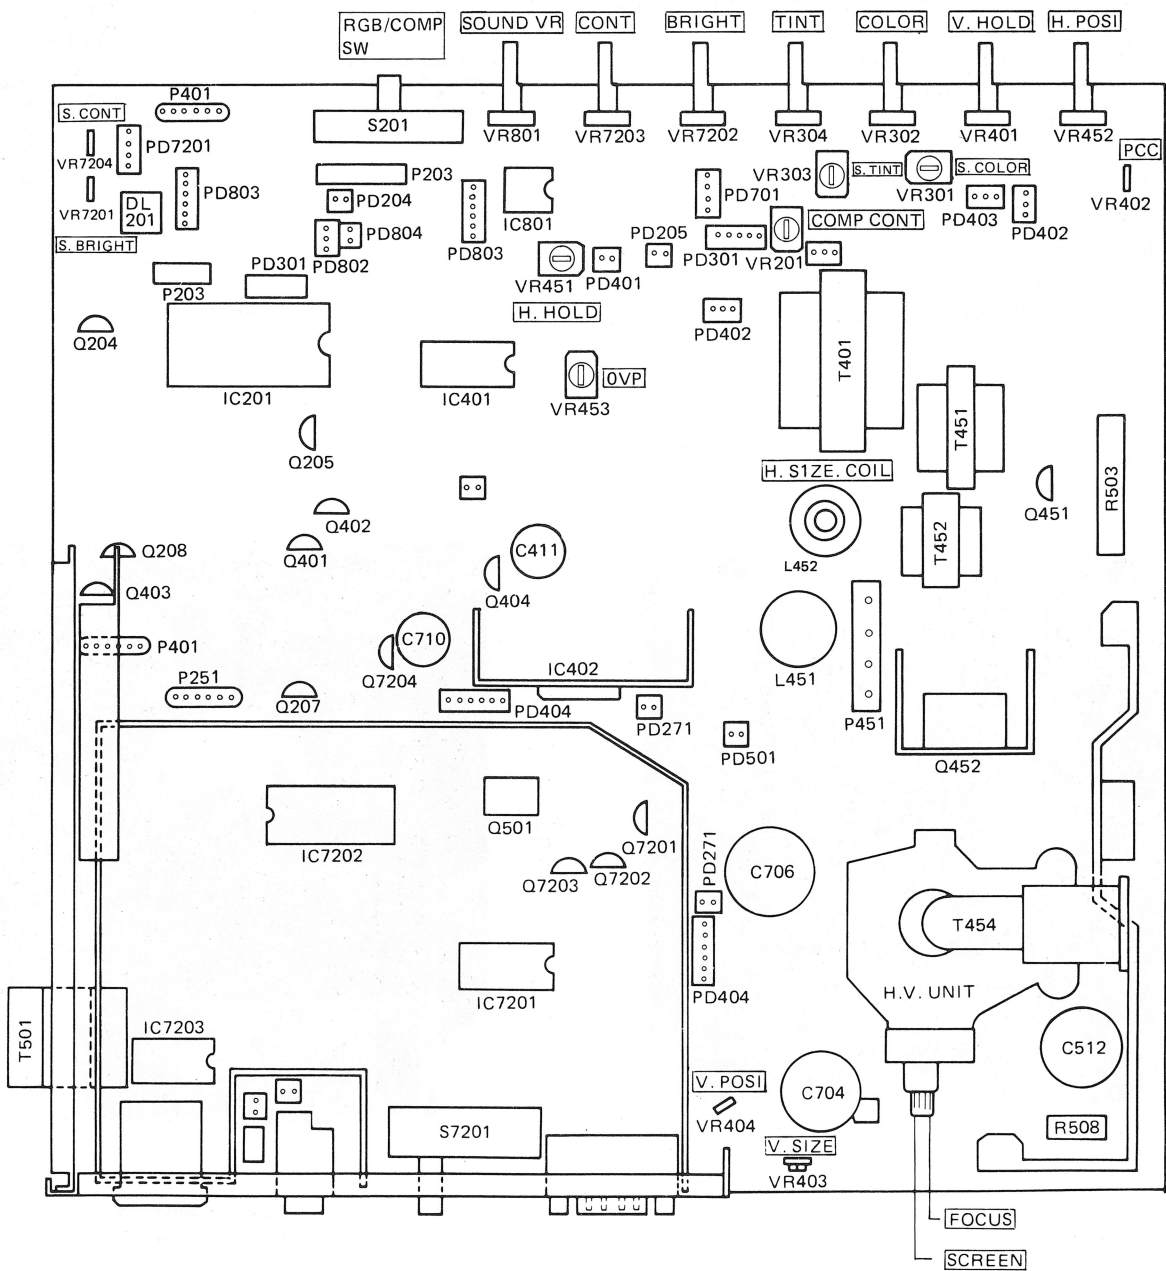 RGB/COMP
SW
SOUND VR
CONT
BRIGHT
TINT
COLOR
V. HOLD
H. POSI
P401
S. CONT
S201
VR801
VR7203
VR7202
VR304
VR302
VR401
VR452
PD7201
VR7204
PCC
VR303
S. TINT
S. COLOR
VR301
P203
PD204
PD803
DL
201
VR7201
IC801
PD701
VR402
PD403
COMP CONT
PD402
S. BRIGHT
PD804
PD802
PD803
PD205
PD301
VR201
PD301
P203
VR451
PD401
H. HOLD
PD402
Q204
IC201
IC401
OVP
VR453
T401
T451
Q205
H. S1ZE. COIL
R503
Q451
Q402
Q401
Q208
C411
L452
T452
Q403
Q404
P401
C710
Q7204
IC402
L451
P251
Q207
PD404
PD271
P451
PD501
Q452
Q501
IC7202
Q7201
Q7203
Q7202
PD271
C706
T454
IC7201
PD404
H.V. UNIT
T501
IC7203
C512
V. POSI
C704
VR404
S7201
R508
V. SIZE
VR403
FOCUS
SCREEN